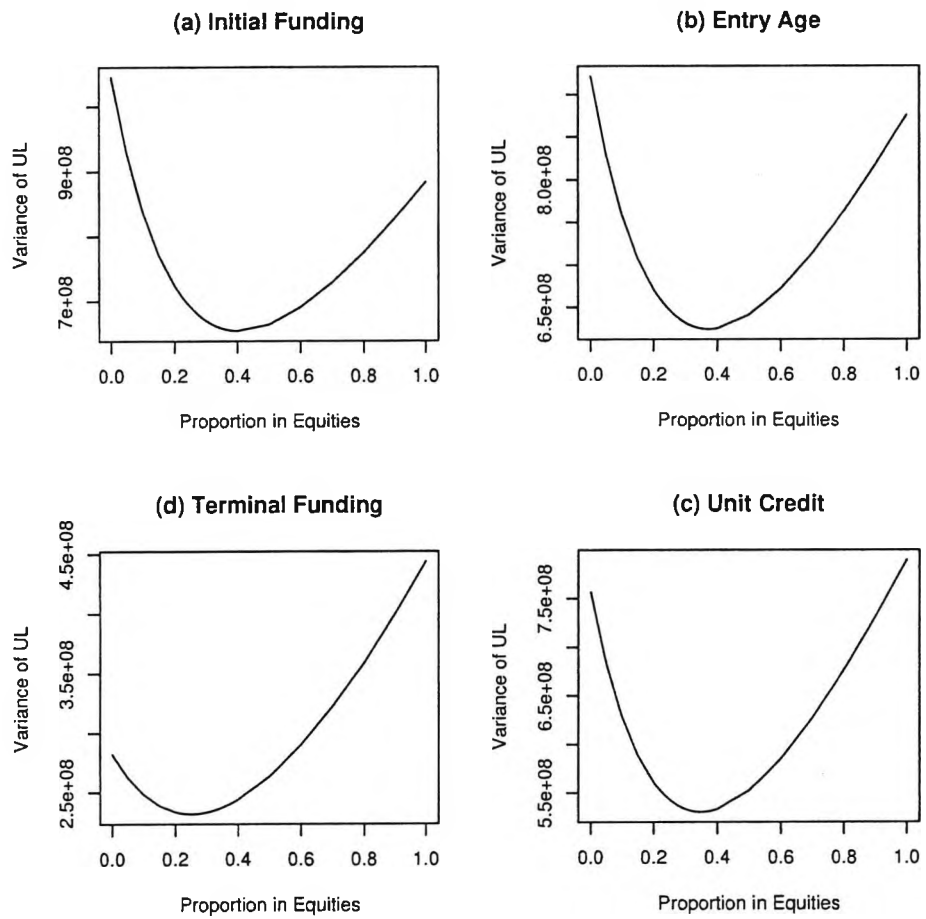 (a) Initial Funding
Variance of UL
9e+08
7e+08
0.0 0.2 0.4 0.6 0.8 1.0
Proportion in Equities
(b) Entry Age
Variance of UL
8.0e+08
6.5e+08
0.0 0.2 0.4 0.6 0.8 1.0
Proportion in Equities
(d) Terminal Funding
Variance of UL
4.5e+08
3.5e+08
2.5e+08
0.0 0.2 0.4 0.6 0.8 1.0
Proportion in Equities
(c) Unit Credit
Variance of UL
7.5e+08
6.5e+08
5.5e+08
0.0 0.2 0.4 0.6 0.8 1.0
Proportion in Equities